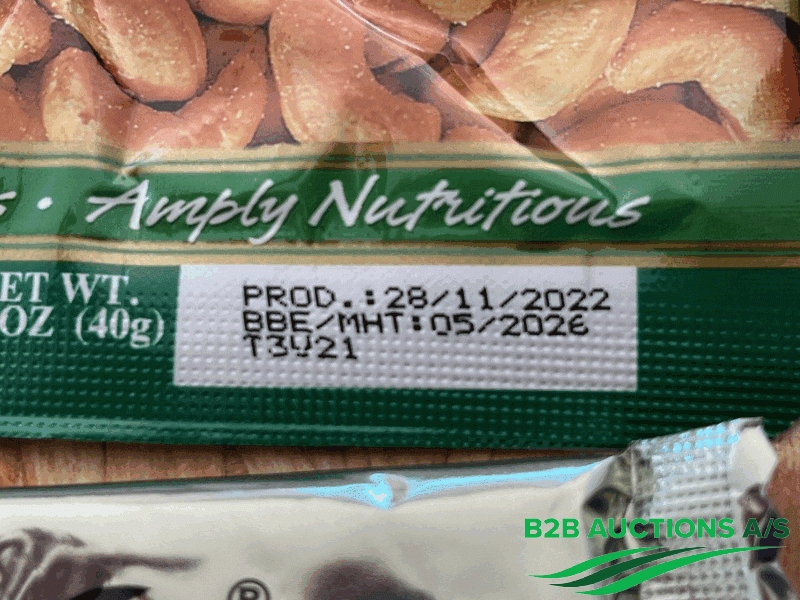 s • Amply Nutritious
ET WT.
OZ (40g)
PROD.:28/11/2022
BBE/MHT:05/2026
T3V21
®
B2B AUCTIONS A/S